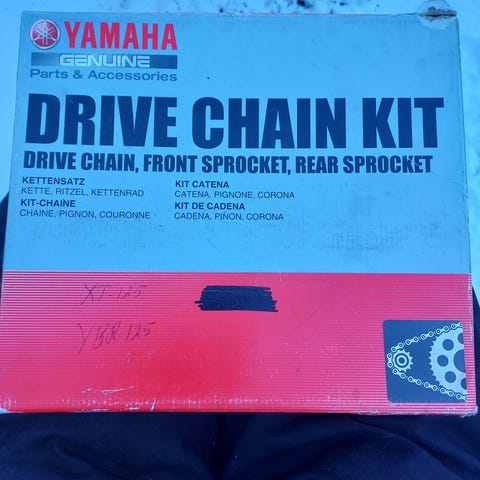 YAMAHA
GENUINE
Parts & Accessories
DRIVE CHAIN KIT
DRIVE CHAIN, FRONT SPROCKET, REAR SPROCKET
KETTENSATZ
KETTE, RITZEL, KETTENRAD
KIT-CHAÎNE
CHAINE, PIGNON, COURONNE
KIT CATENA
CATENA, PIGNONE, CORONA
KIT DE CADENA
CADENA, PIÑON, CORONA
XT-125
YBR 125